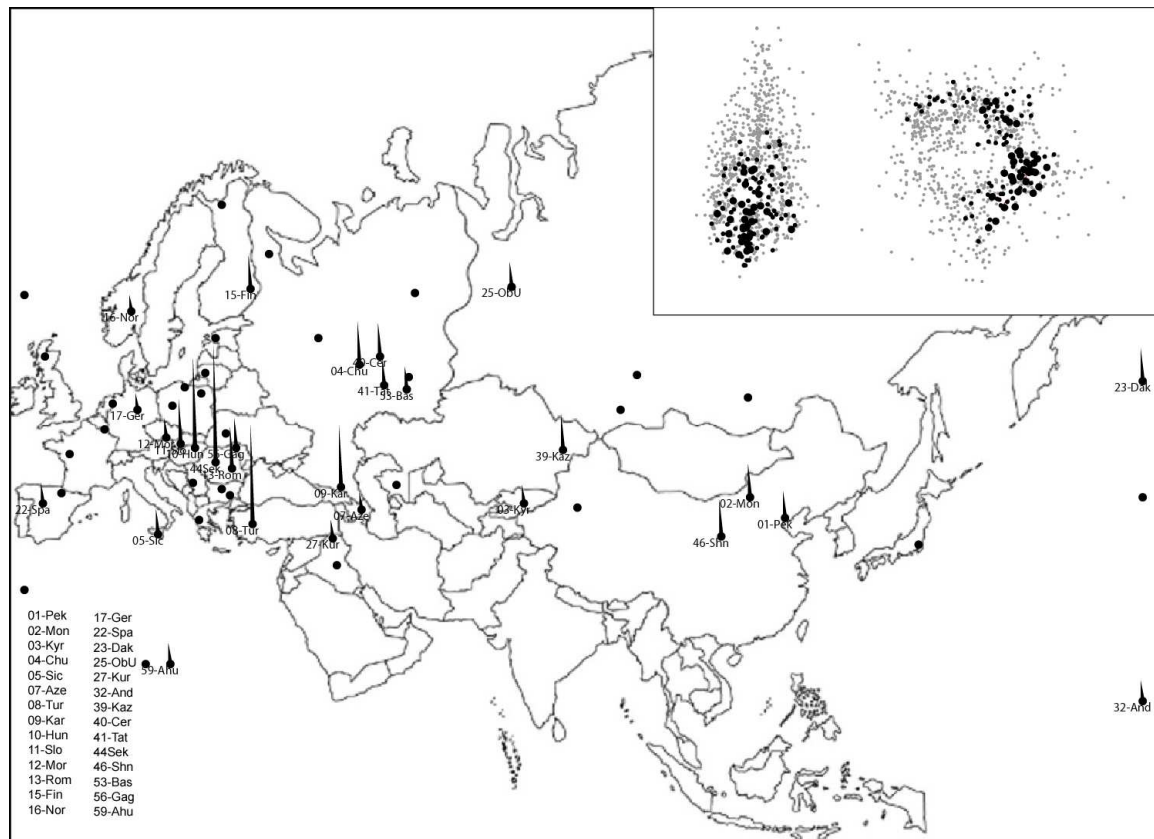 15-Fin
25-ObU
16-Nor
40-Cer
04-Chu
41-Tat
53-Bas
23-Dak
17-Ger
12-Mor
10-Hun
56-Gag
39-Kaz
44Sek
13-Rom
09-Kar
02-Mon
22-Spa
03-Kyr
07-Aze
01-Pek
08-Tur
05-Sic
27-Kur
46-Shn
59-Ahu
32-And
01-Pek
02-Mon
03-Kyr
04-Chu
05-Sic
07-Aze
08-Tur
09-Kar
10-Hun
11-Slo
12-Mor
13-Rom
15-Fin
16-Nor
17-Ger
22-Spa
23-Dak
25-ObU
27-Kur
32-And
39-Kaz
40-Cer
41-Tat
44Sek
46-Shn
53-Bas
56-Gag
59-Ahu